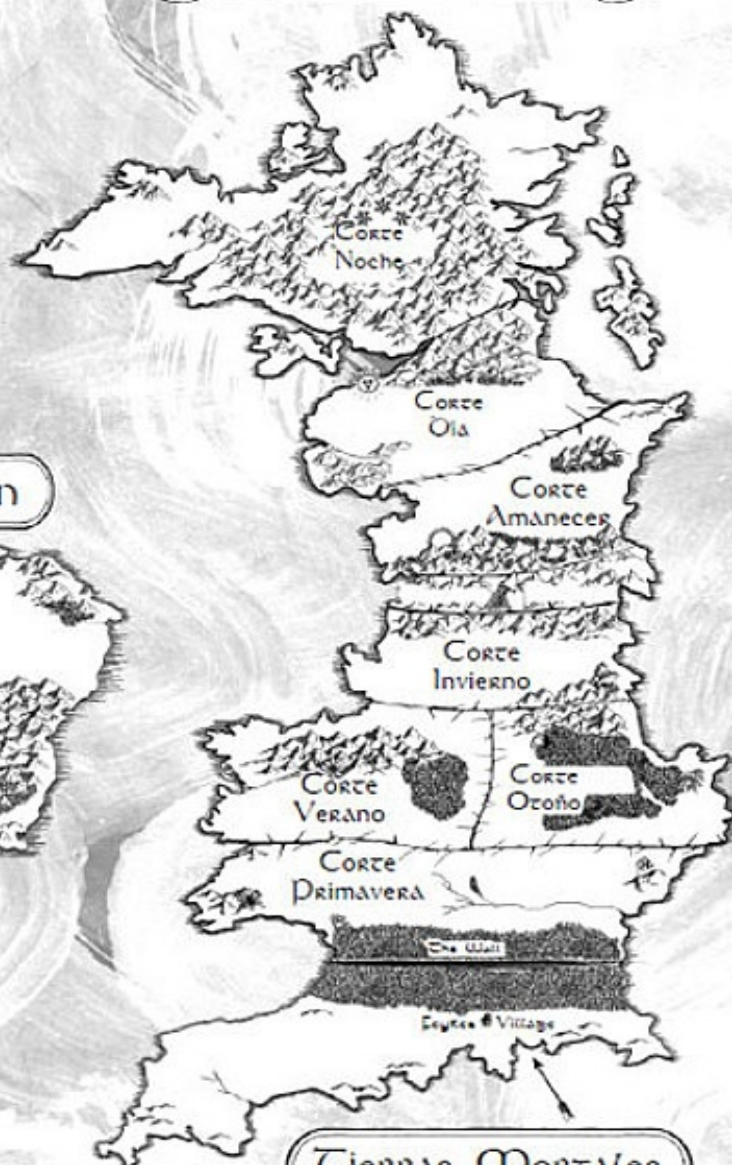 Corte
Noche
Corte
Día
n
Corte
Amanecer
Corte
Invierno
Corte
Verano
Corte
Otoño
Corte
Primavera
The Wall
Village
Tierras Mortales